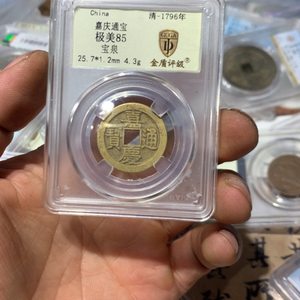 China
清-1796年
嘉庆通宝
极美85
宝泉
25.7*1.2mm 4.3g
金盾评级
嘉
慶
通
寶
其